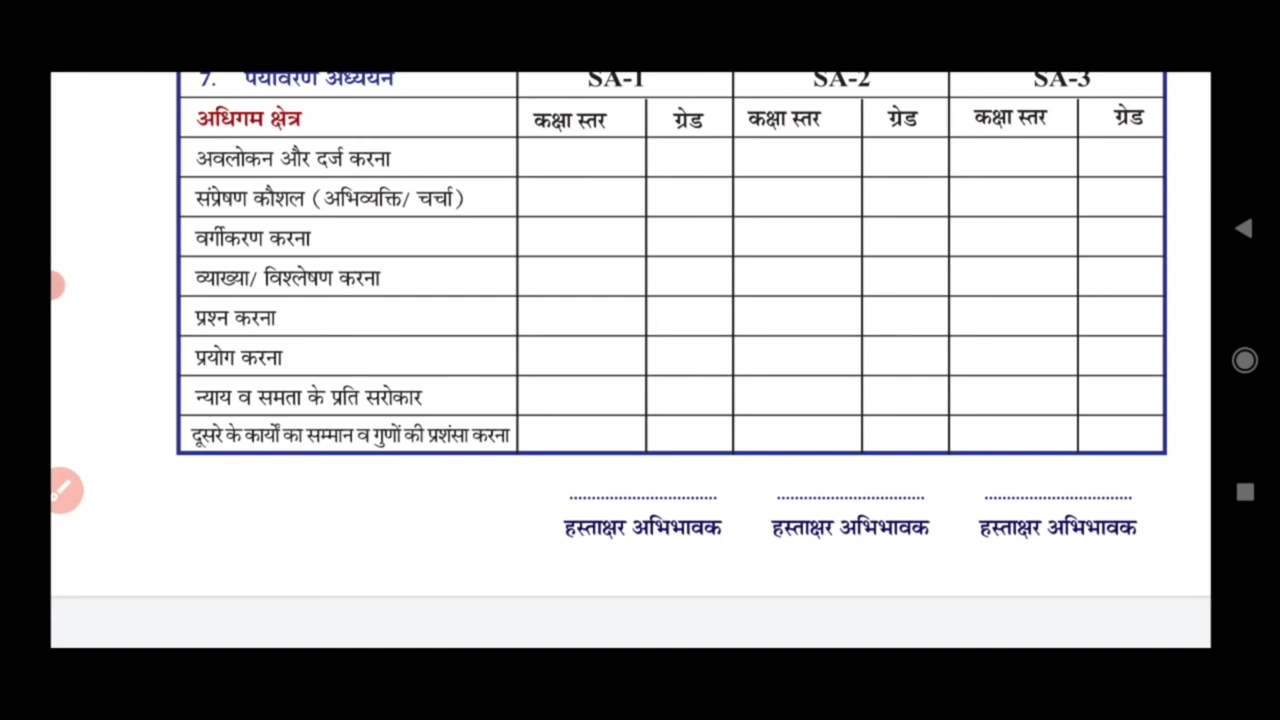 7. पर्यावरण अध्ययन SA-1 SA-2 SA-3
अधिगम क्षेत्र कक्षा स्तर ग्रेड कक्षा स्तर ग्रेड कक्षा स्तर ग्रेड
अवलोकन और दर्ज करना
संप्रेषण कौशल (अभिव्यक्ति/ चर्चा)
वर्गीकरण करना
व्याख्या/ विश्लेषण करना
प्रश्न करना
प्रयोग करना
न्याय व समता के प्रति सरोकार
दूसरे के कार्यों का सम्मान व गुणों की प्रशंसा करना
हस्ताक्षर अभिभावक हस्ताक्षर अभिभावक हस्ताक्षर अभिभावक